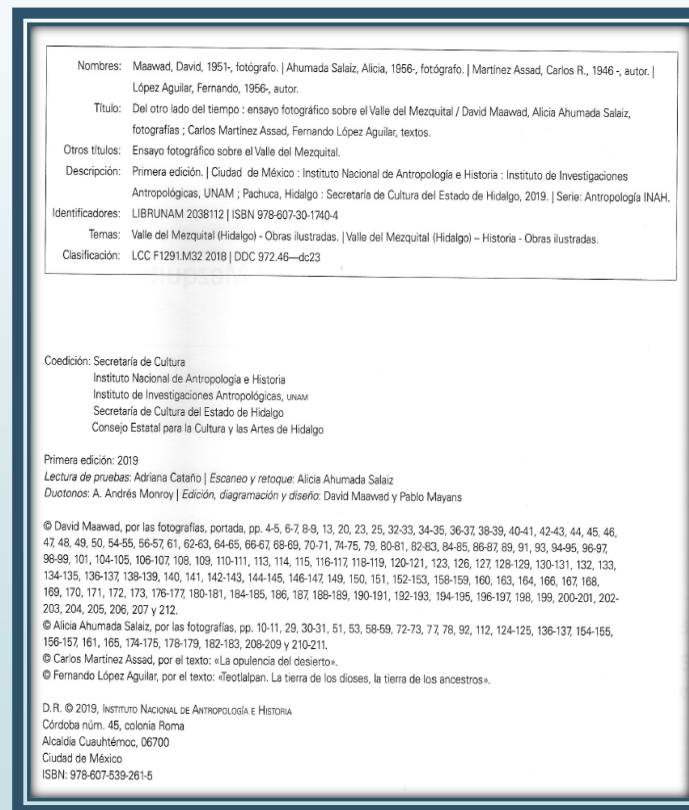 Nombres: Maawad, David, 1951-, fotógrafo. | Ahumada Salaiz, Alicia, 1956-, fotógrafo. | Martínez Assad, Carlos R., 1946 -, autor. |
López Aguilar, Fernando, 1956-, autor.
Título: Del otro lado del tiempo : ensayo fotográfico sobre el Valle del Mezquital / David Maawad, Alicia Ahumada Salaiz,
fotografías ; Carlos Martínez Assad, Fernando López Aguilar, textos.
Otros títulos: Ensayo fotográfico sobre el Valle del Mezquital.
Descripción: Primera edición. | Ciudad de México : Instituto Nacional de Antropología e Historia : Instituto de Investigaciones
Antropológicas, UNAM ; Pachuca, Hidalgo : Secretaría de Cultura del Estado de Hidalgo, 2019. | Serie: Antropología INAH.
Identificadores: LIBRUNAM 2038112 | ISBN 978-607-30-1740-4
Temas: Valle del Mezquital (Hidalgo) - Obras ilustradas. | Valle del Mezquital (Hidalgo) – Historia - Obras ilustradas.
Clasificación: LCC F1291.M32 2018 | DDC 972.46—dc23
Coedición: Secretaría de Cultura
Instituto Nacional de Antropología e Historia
Instituto de Investigaciones Antropológicas, UNAM
Secretaría de Cultura del Estado de Hidalgo
Consejo Estatal para la Cultura y las Artes de Hidalgo
Primera edición: 2019
Lectura de pruebas: Adriana Cataño | Escaneo y retoque: Alicia Ahumada Salaiz
Duotonos: A. Andrés Monroy | Edición, diagramación y diseño: David Maawad y Pablo Mayans
© David Maawad, por las fotografías, portada, pp. 4-5, 6-7, 8-9, 13, 20, 23, 25, 32-33, 34-35, 36-37, 38-39, 40-41, 42-43, 44, 45, 46,
47, 48, 49, 50, 54-55, 56-57, 61, 62-63, 64-65, 66-67, 68-69, 70-71, 74-75, 79, 80-81, 82-83, 84-85, 86-87, 89, 91, 93, 94-95, 96-97,
98-99, 101, 104-105, 106-107, 108, 109, 110-111, 113, 114, 115, 116-117, 118-119, 120-121, 123, 126, 127, 128-129, 130-131, 132, 133,
134-135, 136-137, 138-139, 140, 141, 142-143, 144-145, 146-147, 149, 150, 151, 152-153, 158-159, 160, 163, 164, 166, 167, 168,
169, 170, 171, 172, 173, 176-177, 180-181, 184-185, 186, 187, 188-189, 190-191, 192-193, 194-195, 196-197, 198, 199, 200-201, 202-
203, 204, 205, 206, 207 y 212.
© Alicia Ahumada Salaiz, por las fotografías, pp. 10-11, 29, 30-31, 51, 53, 58-59, 72-73, 77, 78, 92, 112, 124-125, 136-137, 154-155,
156-157, 161, 165, 174-175, 178-179, 182-183, 208-209 y 210-211.
© Carlos Martínez Assad, por el texto: «La opulencia del desierto».
© Fernando López Aguilar, por el texto: «Teotlalpan. La tierra de los dioses, la tierra de los ancestros».
D.R. © 2019, INSTITUTO NACIONAL DE ANTROPOLOGÍA E HISTORIA
Córdoba núm. 45, colonia Roma
Alcaldía Cuauhtémoc, 06700
Ciudad de México
ISBN: 978-607-539-261-5